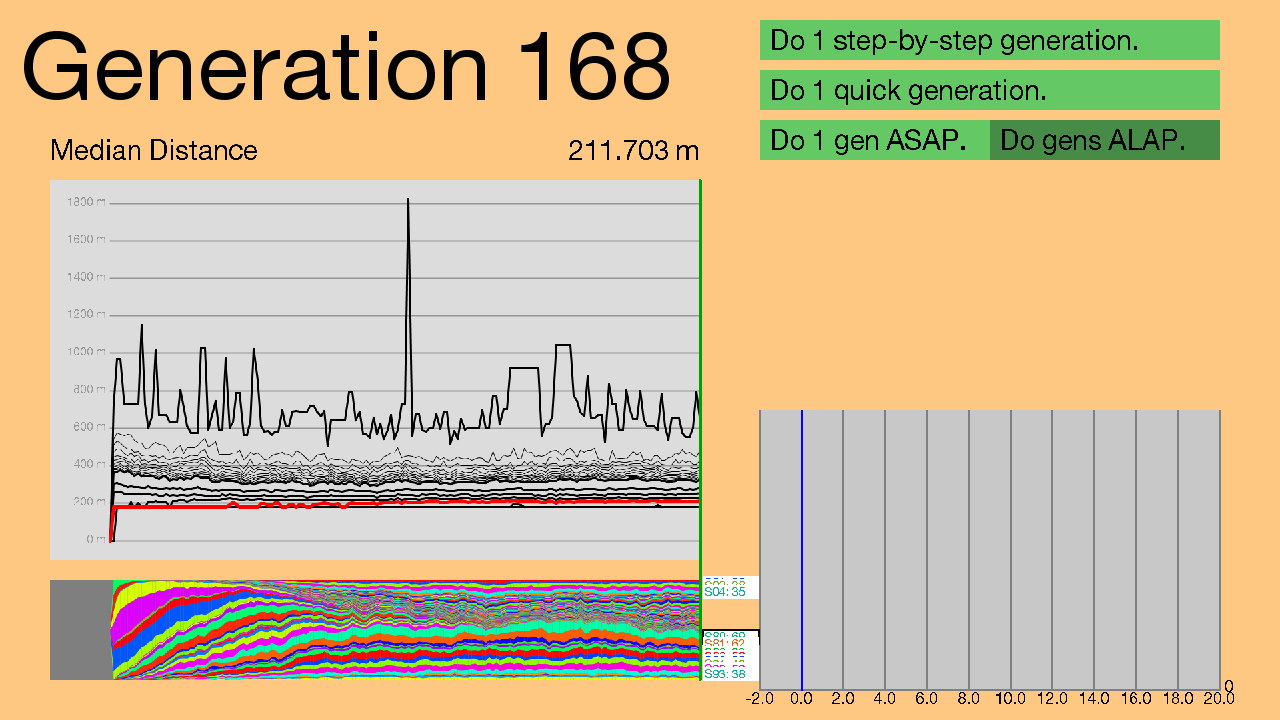 Generation 168
Do 1 step-by-step generation.
Do 1 quick generation.
Do 1 gen ASAP.
Do gens ALAP.
Median Distance
211.703 m
1800 m
1600 m
1400 m
1200 m
1000 m
800 m
600 m
400 m
200 m
0 m
S04: 35
S81: 62
S93: 38
0
-2.0 0.0 2.0 4.0 6.0 8.0 10.0 12.0 14.0 16.0 18.0 20.0